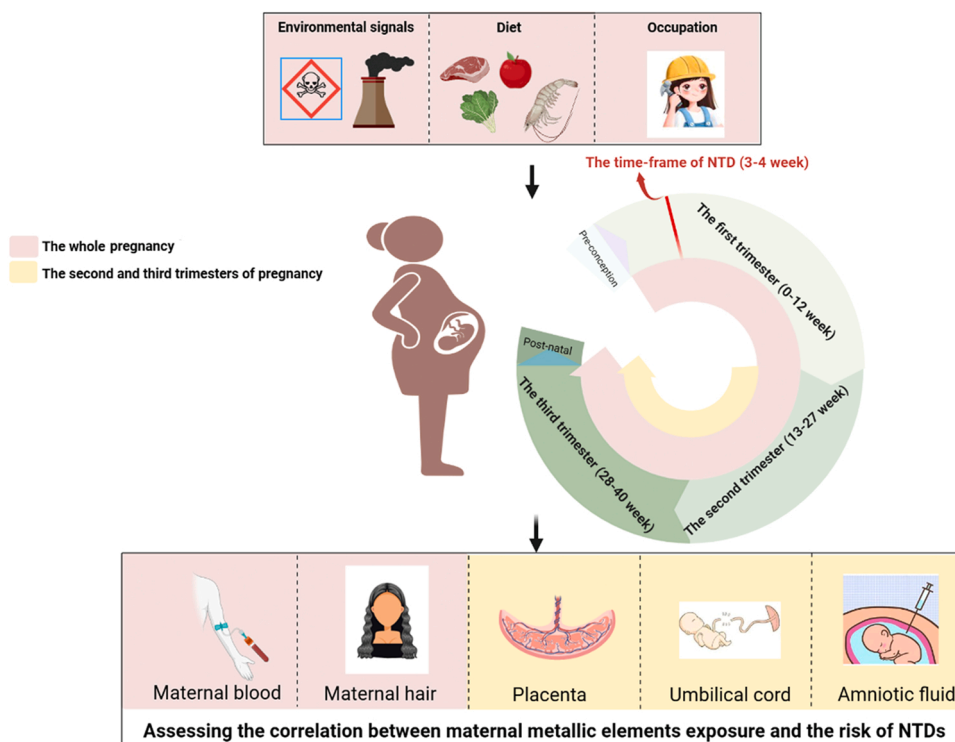 Environmental signals
Diet
Occupation
The time-frame of NTD (3-4 week)
Pre-conception
The first trimester (0-12 week)
The whole pregnancy
The second and third trimesters of pregnancy
Post-natal
The third trimester (28-40 week)
The second trimester (13-27 week)
Maternal blood
Maternal hair
Placenta
Umbilical cord
Amniotic fluid
Assessing the correlation between maternal metallic elements exposure and the risk of NTDs